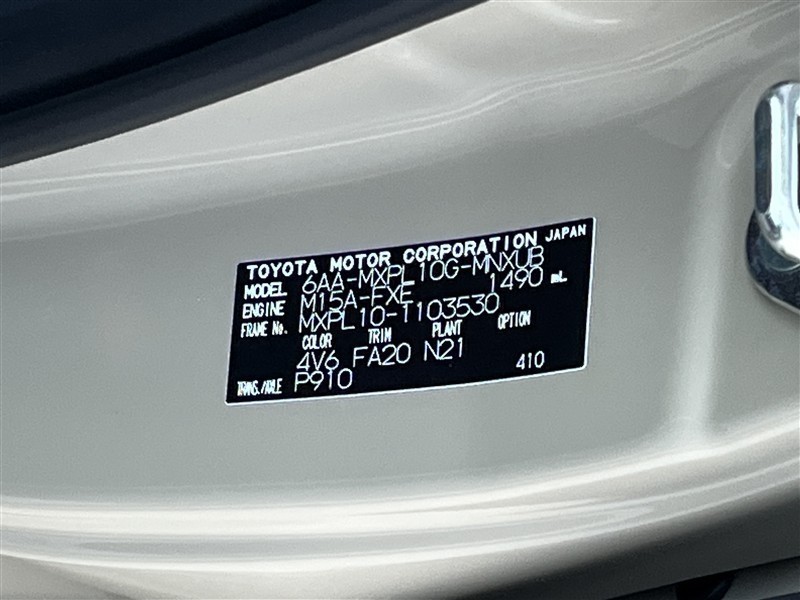 TOYOTA MOTOR CORPORATION JAPAN
MODEL 6AA-MXPL10G-MNXUB
ENGINE M15A-FXE 1490 mL
FRAME No. MXPL10-1103530
COLOR TRIM PLANT OPTION
4V6 FA20 N21
TRANS./AXLE P910 410